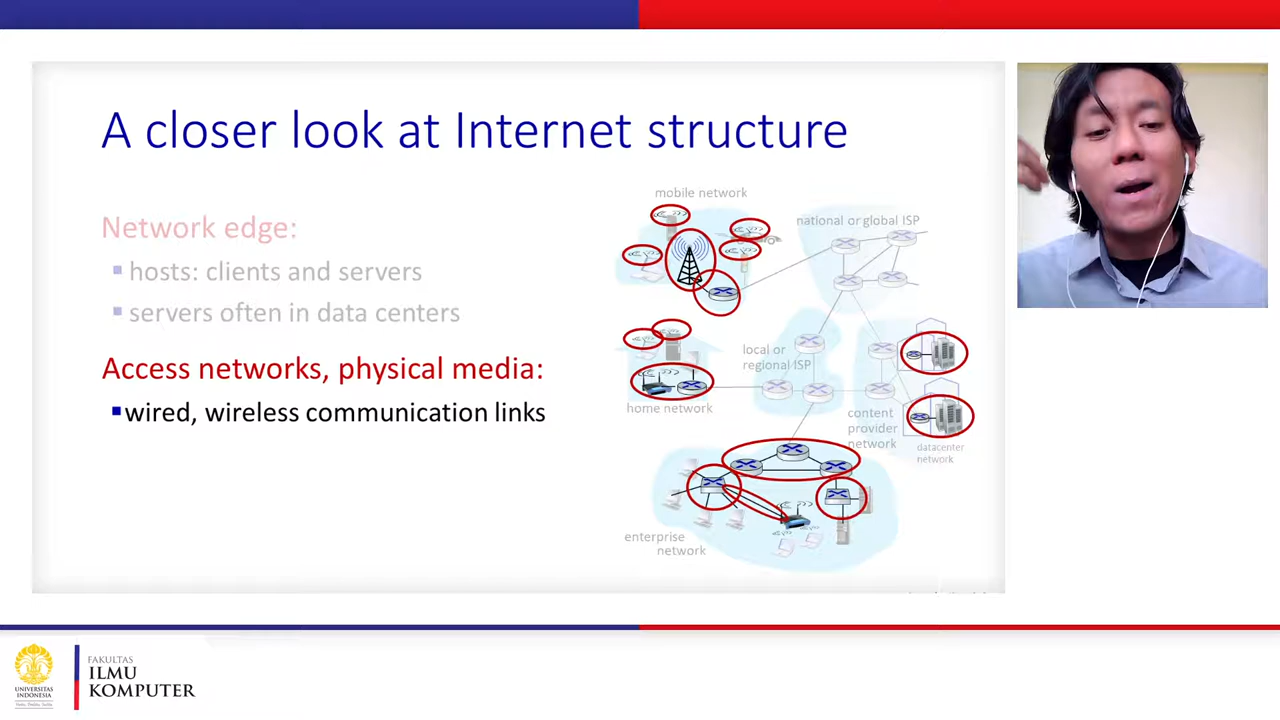 A closer look at Internet structure
Network edge:
hosts: clients and servers
servers often in data centers
Access networks, physical media:
wired, wireless communication links
mobile network
national or global ISP
local or
regional ISP
home network
content
provider
network
datacenter
network
enterprise
network
UNIVERSITAS
INDONESIA
FAKULTAS
ILMU
KOMPUTER